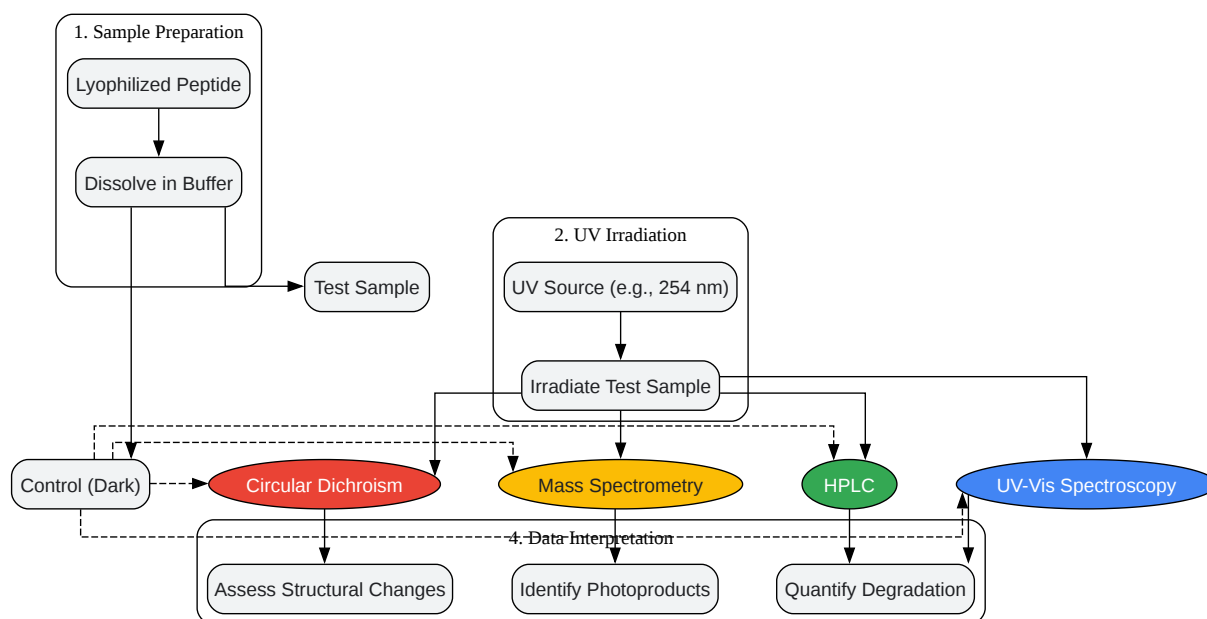 1. Sample Preparation
Lyophilized Peptide
Dissolve in Buffer
2. UV Irradiation
UV Source (e.g., 254 nm)
Test Sample
Irradiate Test Sample
Control (Dark)
Circular Dichroism
Mass Spectrometry
HPLC
UV-Vis Spectroscopy
4. Data Interpretation
Assess Structural Changes
Identify Photoproducts
Quantify Degradation